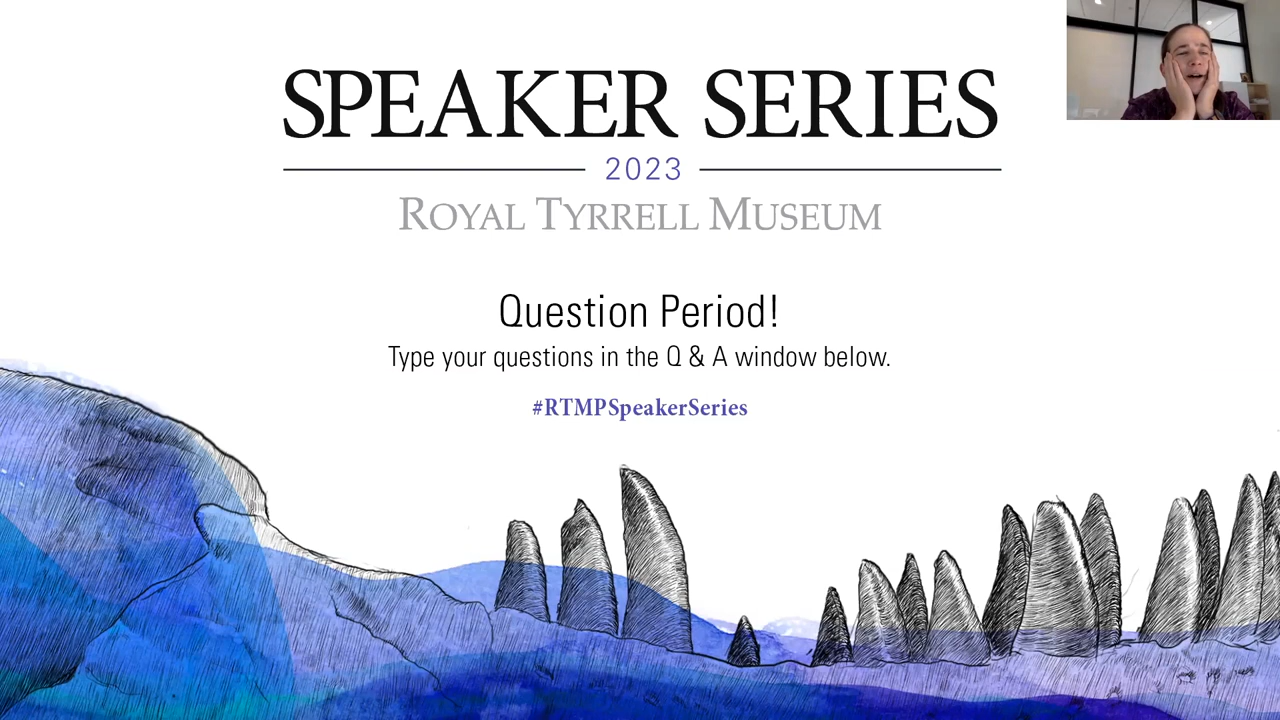 SPEAKER SERIES
2023
ROYAL TYRRELL MUSEUM
Question Period!
Type your questions in the Q & A window below.
#RTMPSpeakerSeries